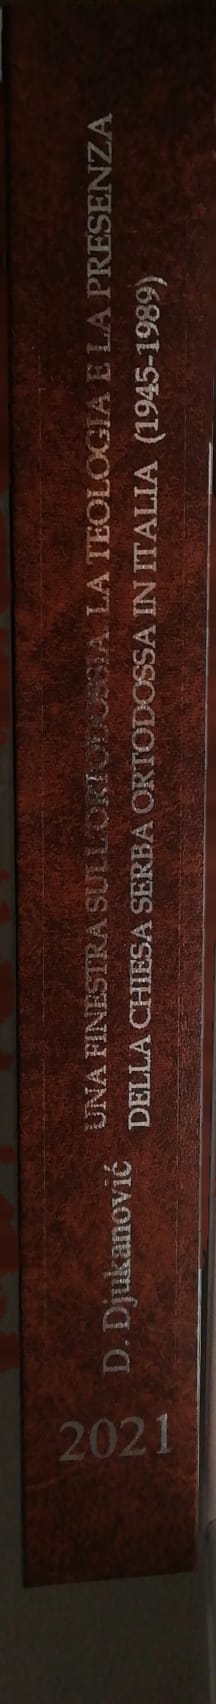 2021
D. Djukanović
UNA FINESTRA SULL'ORTODOSSIA. LA TEOLOGIA E LA PRESENZA
DELLA CHIESA SERBA ORTODOSSA IN ITALIA (1945-1989)